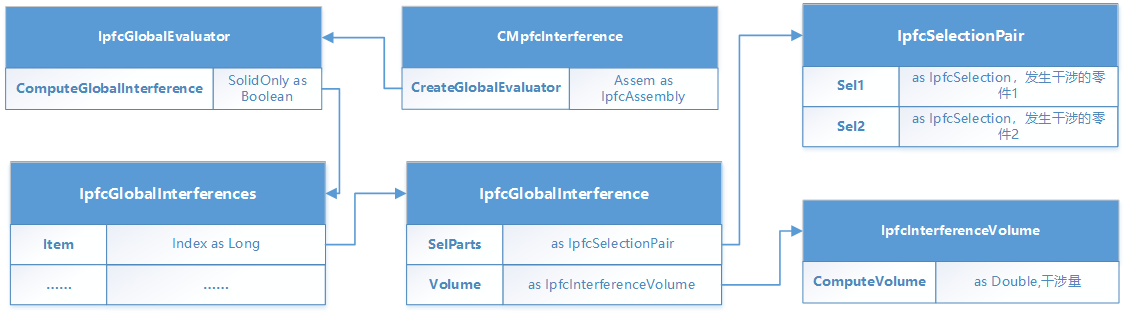 IpfcGlobalEvaluator
ComputeGlobalInterference
SolidOnly as
Boolean
CMpfcInterference
CreateGlobalEvaluator
Assem as
IpfcAssembly
IpfcSelectionPair
Sel1
as IpfcSelection，发生干涉的零
件1
Sel2
as IpfcSelection，发生干涉的零
件2
IpfcGlobalInterferences
Item
Index as Long
......
......
IpfcGlobalInterference
SelParts
as IpfcSelectionPair
Volume
as IpfcInterferenceVolume
IpfcInterferenceVolume
ComputeVolume
as Double,干涉量